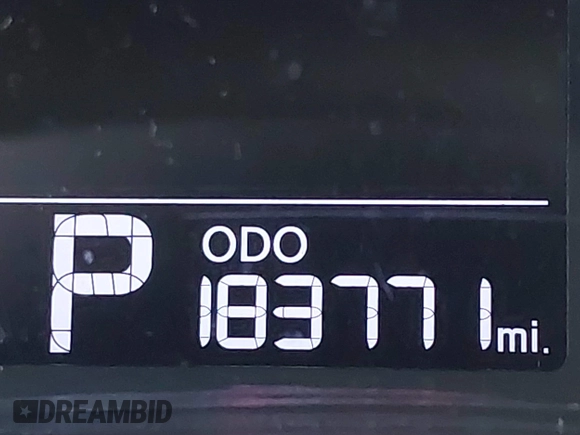 P
ODO
183771 mi.
DREAMBID